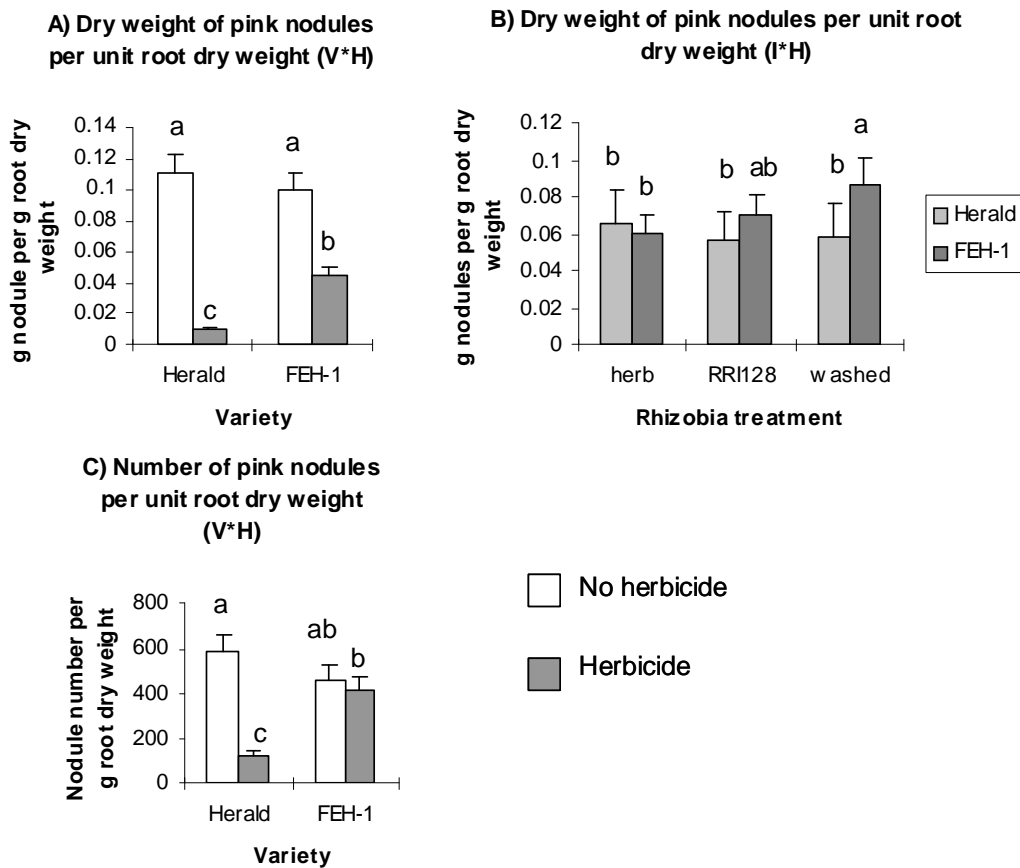 A) Dry weight of pink nodules
per unit root dry weight (V*H)
g nodule per g root dry
weight
0.14
0.12
0.1
0.08
0.06
0.04
0.02
0
a
c
a
b
Herald
FEH-1
Variety
B) Dry weight of pink nodules per unit root
dry weight (I*H)
g nodules per g root dry
weight
0.12
0.1
0.08
0.06
0.04
0.02
0
b
b
b
ab
b
a
herb
RRI128
washed
Rhizobia treatment
Herald
FEH-1
C) Number of pink nodules
per unit root dry weight
(V*H)
Nodule number per
g root dry weight
800
600
400
200
0
a
c
ab
b
Herald
FEH-1
Variety
No herbicide
Herbicide